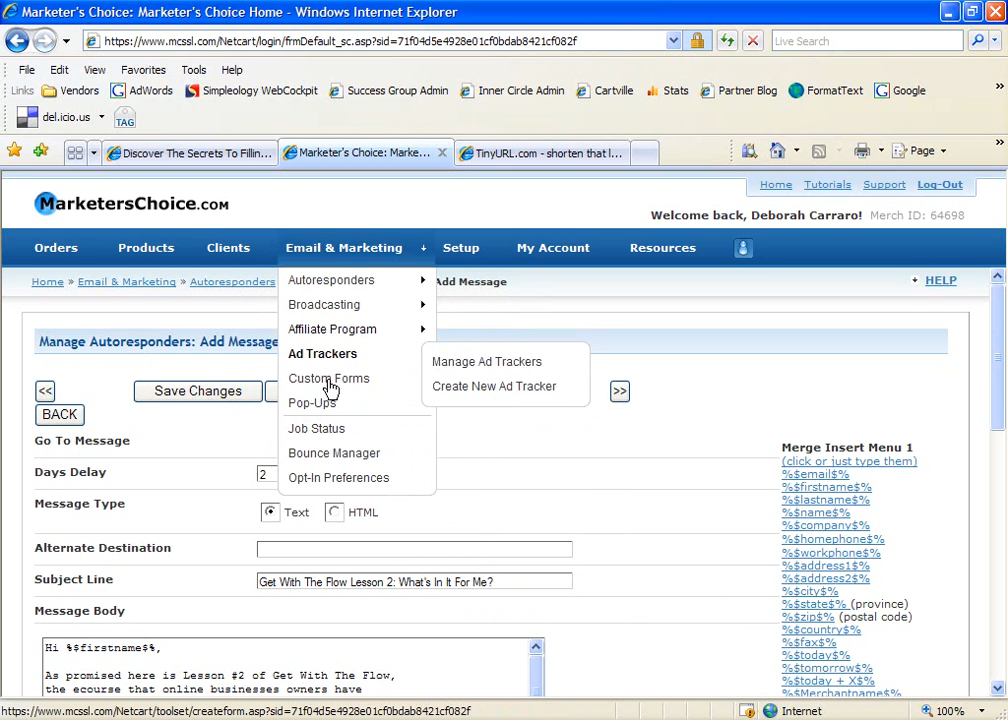 Marketer's Choice: Marketer's Choice Home - Windows Internet Explorer
https://www.mcssl.com/Netcart/login/frmDefault_sc.asp?sid=71f04d5e4928e01cf0bdab8421cf082f
Live Search
File Edit View Favorites Tools Help
Links Vendors AdWords Simpleology WebCockpit Success Group Admin Inner Circle Admin Cartville Stats Partner Blog FormatText Google
del.icio.us TAG
Discover The Secrets To Fillin... Marketer's Choice: Marke... TinyURL.com - shorten that l... Page
Home Tutorials Support Log-Out
MarketersChoice.com
Welcome back, Deborah Carraro! Merch ID: 64698
Orders Products Clients Email & Marketing Setup My Account Resources
Home » Email & Marketing » Autoresponders Add Message HELP
Autoresponders
Broadcasting
Affiliate Program
Ad Trackers
Custom Forms
Pop-Ups
Job Status
Bounce Manager
Opt-In Preferences
Manage Ad Trackers
Create New Ad Tracker
Manage Autoresponders: Add Message
<< Save Changes >>
BACK
Go To Message
Days Delay 2
Message Type Text HTML
Alternate Destination
Subject Line Get With The Flow Lesson 2: What's In It For Me?
Message Body
Hi %$firstname$%,
As promised here is Lesson #2 of Get With The Flow,
the ecourse that online businesses owners have
Merge Insert Menu 1
(click or just type them)
%$email$%
%$firstname$%
%$lastname$%
%$name$%
%$company$%
%$homephone$%
%$workphone$%
%$address1$%
%$address2$%
%$city$%
%$state$% (province)
%$zip$% (postal code)
%$country$%
%$fax$%
%$today$%
%$tomorrow$%
%$today + X$%
%$Merchantname$%
https://www.mcssl.com/Netcart/toolset/createform.asp?sid=71f04d5e4928e01cf0bdab8421cf082f Internet 100%